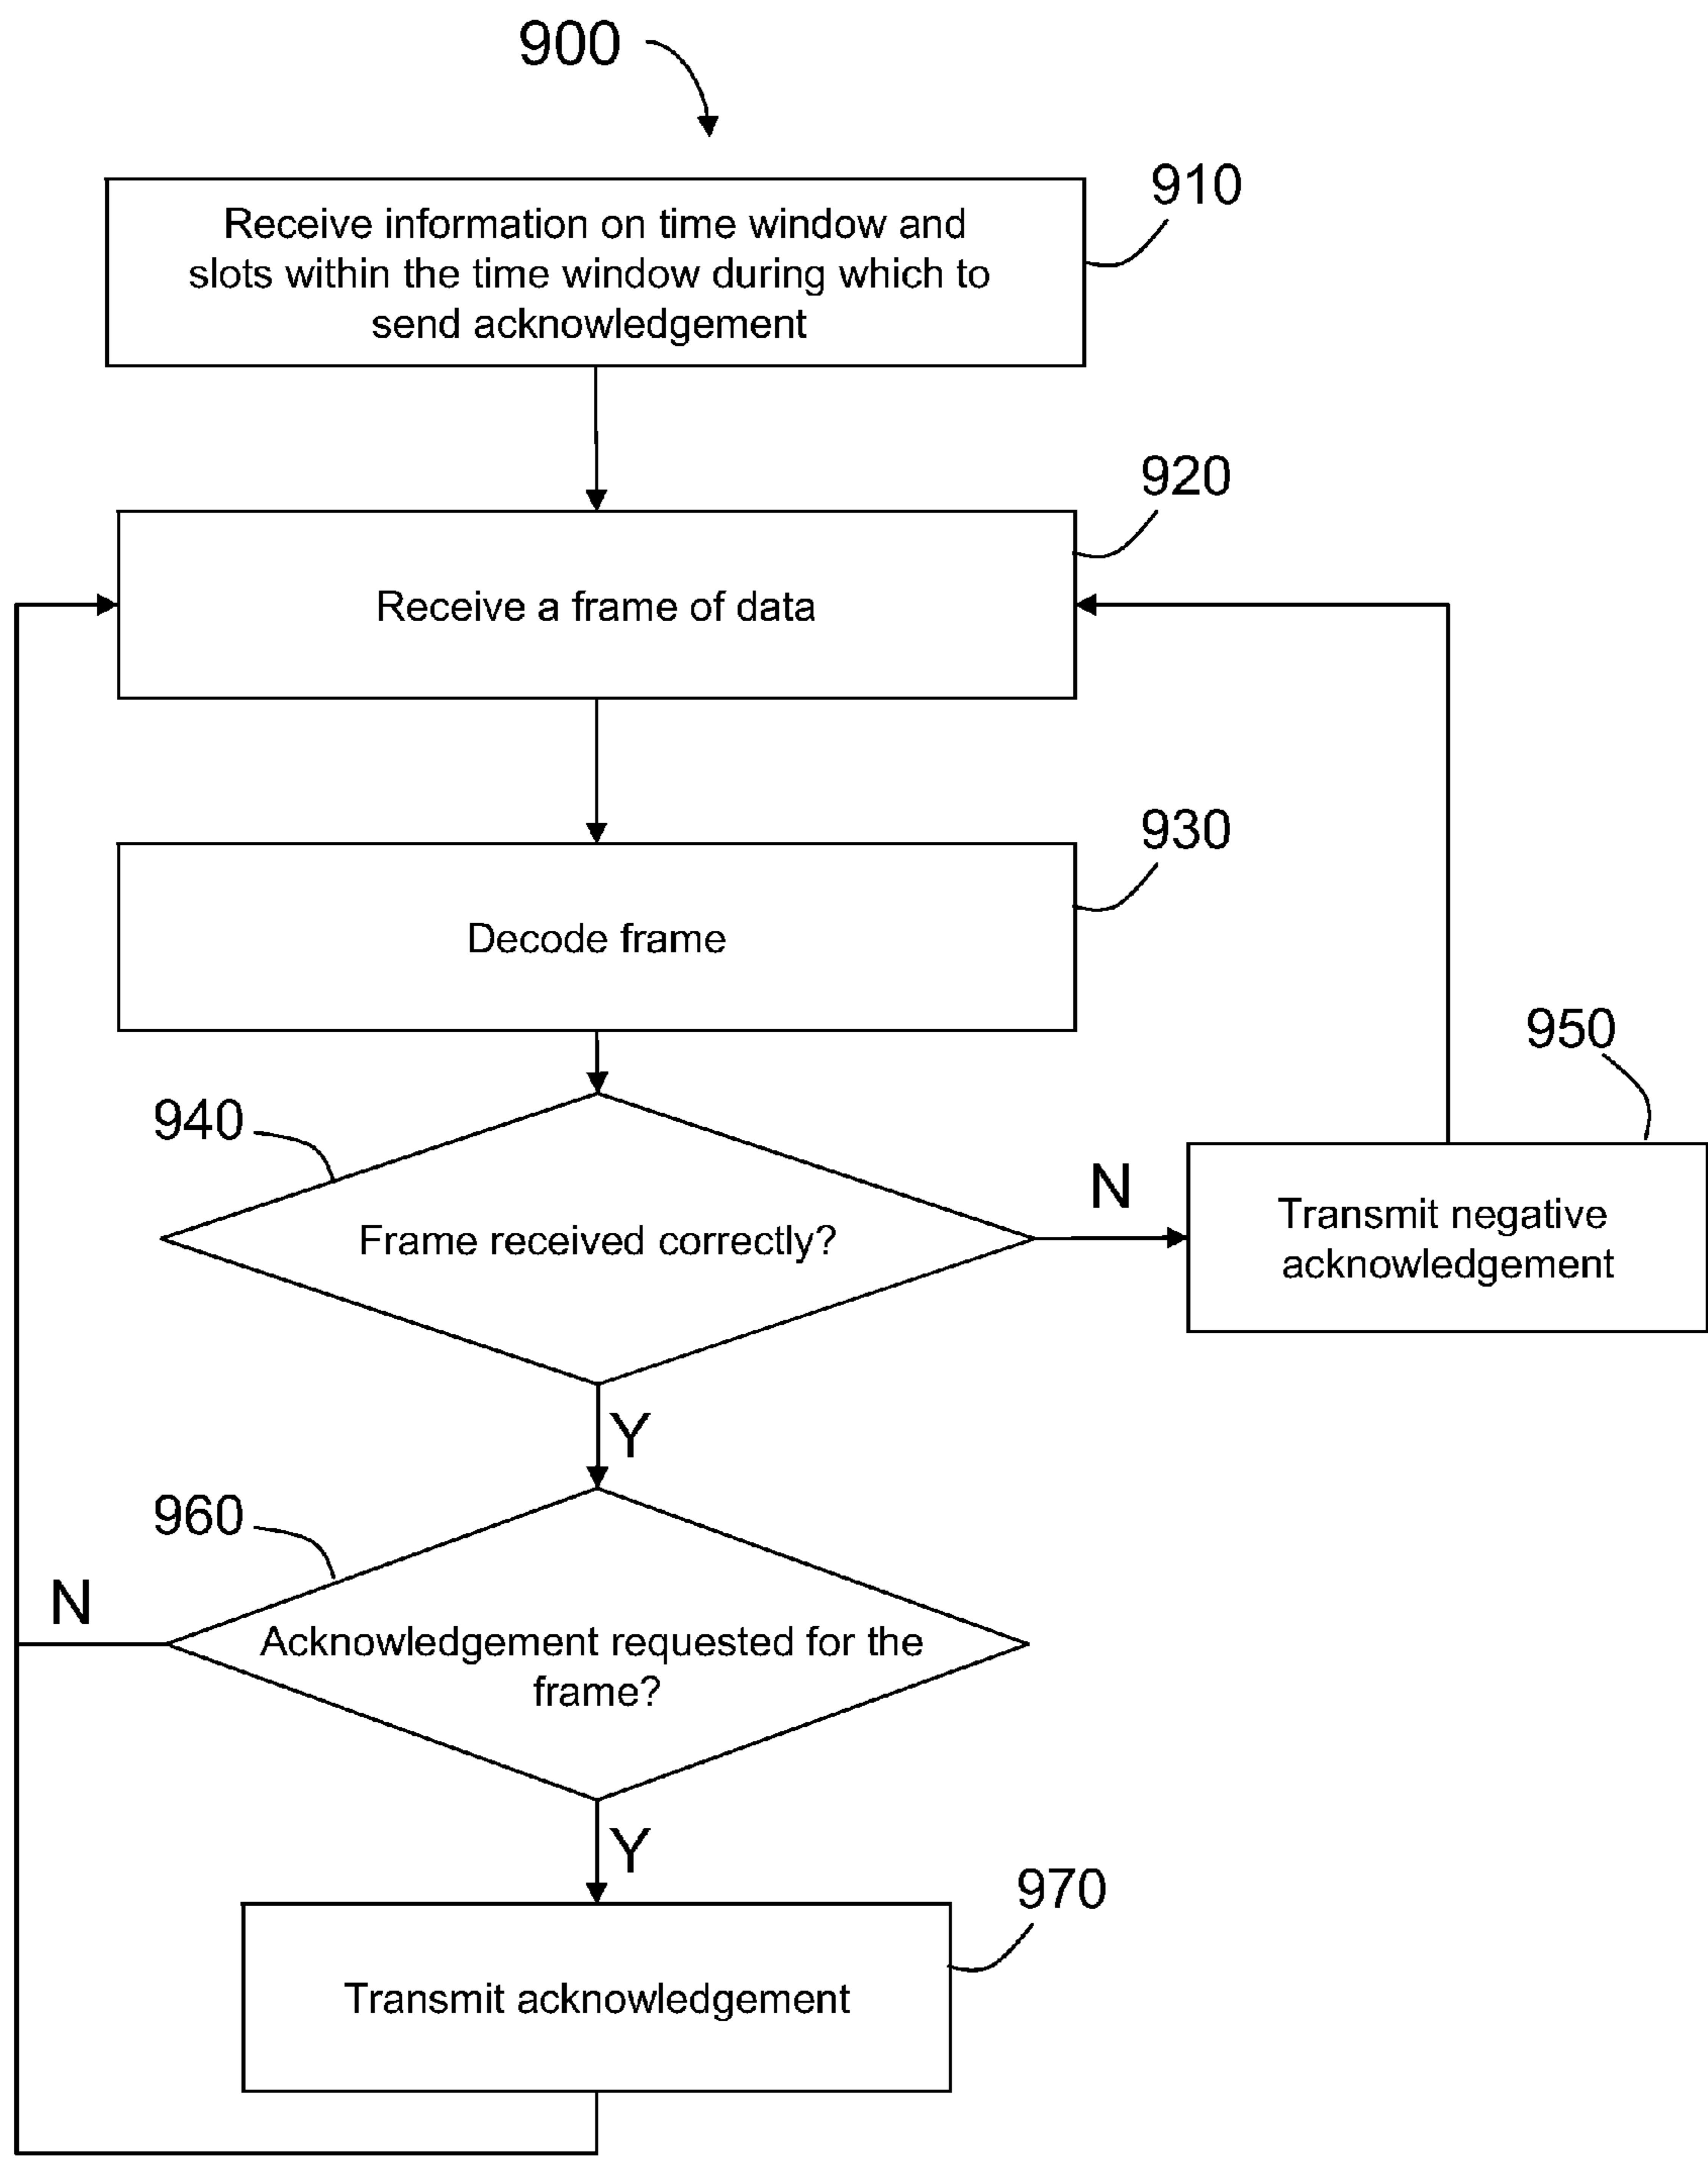 900
910
Receive information on time window and
slots within the time window during which to
send acknowledgement
920
Receive a frame of data
930
Decode frame
940
Frame received correctly?
N
950
Transmit negative
acknowledgement
Y
960
N
Acknowledgement requested for the
frame?
Y
970
Transmit acknowledgement